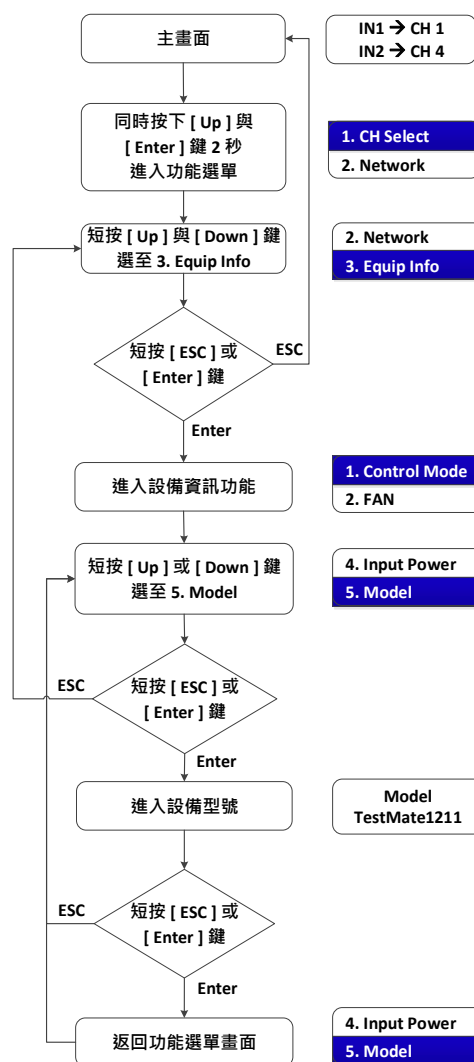 主畫面
IN1 → CH 1
IN2 → CH 4
同時按下 [ Up ] 與
[ Enter ] 鍵 2 秒
進入功能選單
1. CH Select
2. Network
短按 [ Up ] 與 [ Down ] 鍵
選至 3. Equip Info
2. Network
3. Equip Info
短按 [ ESC ] 或
[ Enter ] 鍵
ESC
Enter
進入設備資訊功能
1. Control Mode
2. FAN
短按 [ Up ] 或 [ Down ] 鍵
選至 5. Model
4. Input Power
5. Model
ESC
短按 [ ESC ] 或
[ Enter ] 鍵
Enter
進入設備型號
Model
TestMate1211
ESC
短按 [ ESC ] 或
[ Enter ] 鍵
Enter
返回功能選單畫面
4. Input Power
5. Model